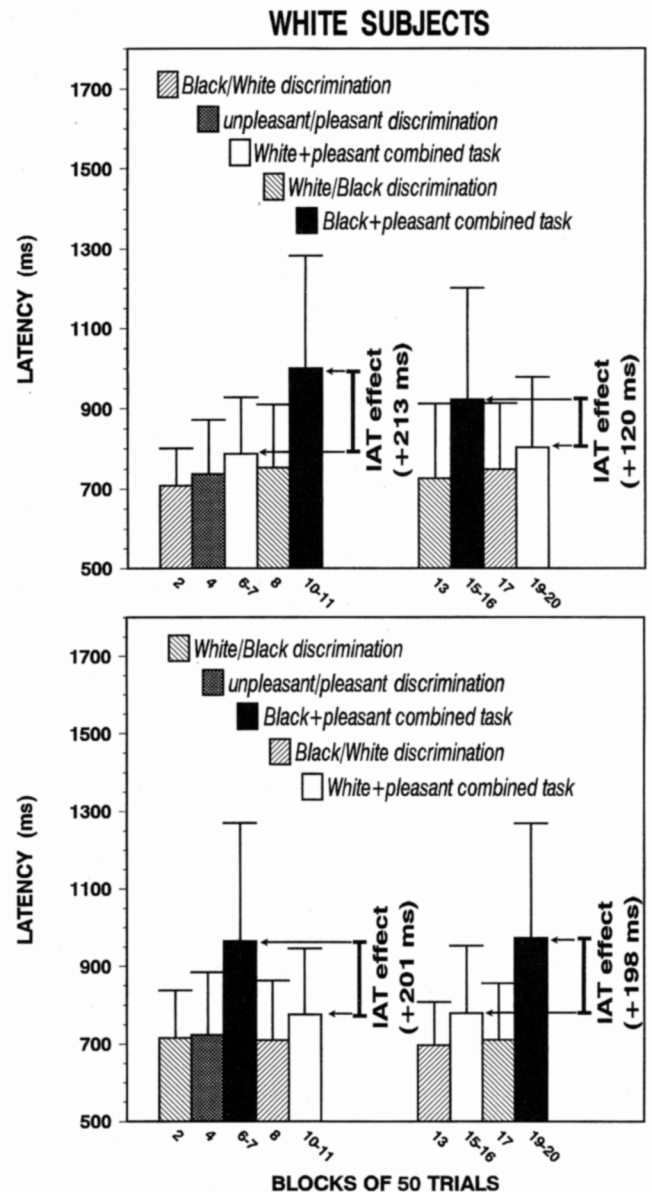 WHITE SUBJECTS
LATENCY (ms)
1700
1500
1300
1100
900
700
500
Black/White discrimination
unpleasant/pleasant discrimination
White+pleasant combined task
White/Black discrimination
Black+pleasant combined task
IAT effect
(+213 ms)
IAT effect
(+120 ms)
2
4
6-7
8
10-11
13
15-16
17
19-20
LATENCY (ms)
1700
1500
1300
1100
900
700
500
White/Black discrimination
unpleasant/pleasant discrimination
Black+pleasant combined task
Black/White discrimination
White+pleasant combined task
IAT effect
(+201 ms)
IAT effect
(+198 ms)
2
4
6-7
8
10-11
13
15-16
17
19-20
BLOCKS OF 50 TRIALS